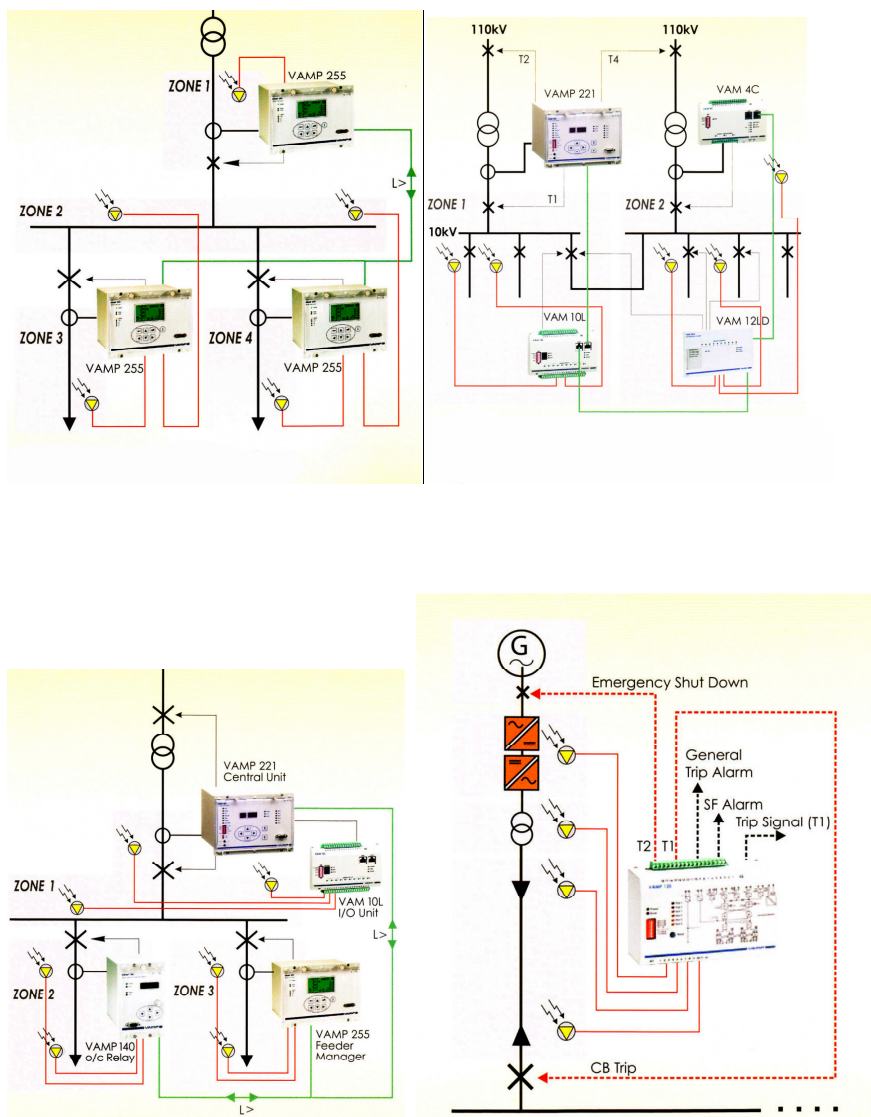 VAMP 255
ZONE 1
L>
ZONE 2
ZONE 3
VAMP 255
ZONE 4
VAMP 255
110kV
110kV
T2
T4
VAMP 221
VAM 4C
ZONE 1
T1
ZONE 2
10kV
VAM 10L
VAM 12LD
VAMP 221
Central Unit
ZONE 1
VAM 10L
I/O Unit
L>
ZONE 2
ZONE 3
VAMP 140
o/c Relay
VAMP 255
Feeder
Manager
L>
G
Emergency Shut Down
General
Trip Alarm
SF Alarm
Trip Signal (T1)
T2
T1
VAMP 120
CB Trip